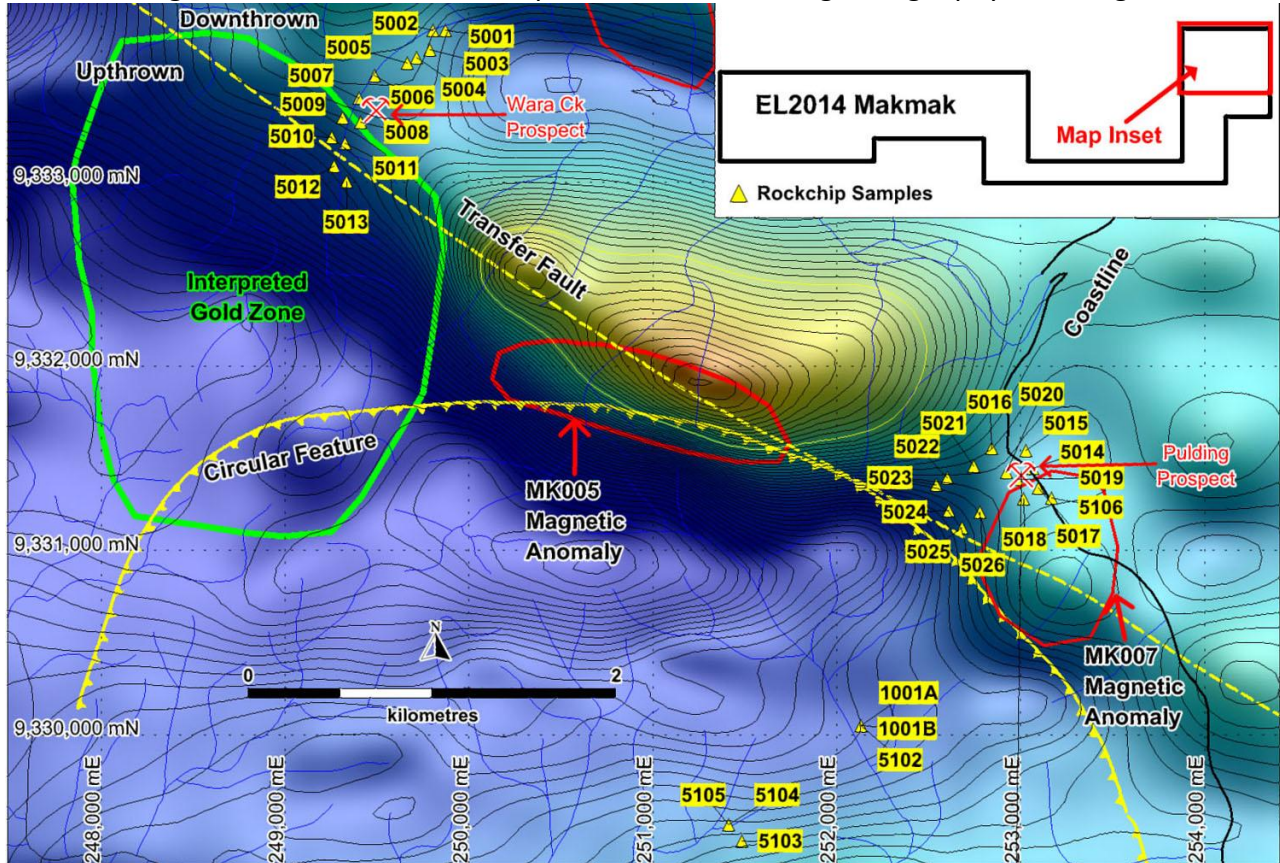 Downthrown
Upthrown
5002
5001
5005
5003
5007
5006
5004
5009
5008
5010
5011
5012
5013
Wara Ck
Prospect
EL2014 Makmak
Map Inset
Rockchip Samples
9,333,000 mN
Transfer Fault
Coastline
Interpreted
Gold Zone
9,332,000 mN
Circular Feature
MK005
Magnetic
Anomaly
5016
5020
5021
5015
5022
5014
5023
5019
5024
5106
5025
5018
5017
5026
Pulding
Prospect
9,331,000 mN
N
0
2
kilometres
MK007
Magnetic
Anomaly
1001A
1001B
5102
9,330,000 mN
5105
5104
5103
248,000 mE
249,000 mE
250,000 mE
251,000 mE
252,000 mE
253,000 mE
254,000 mE